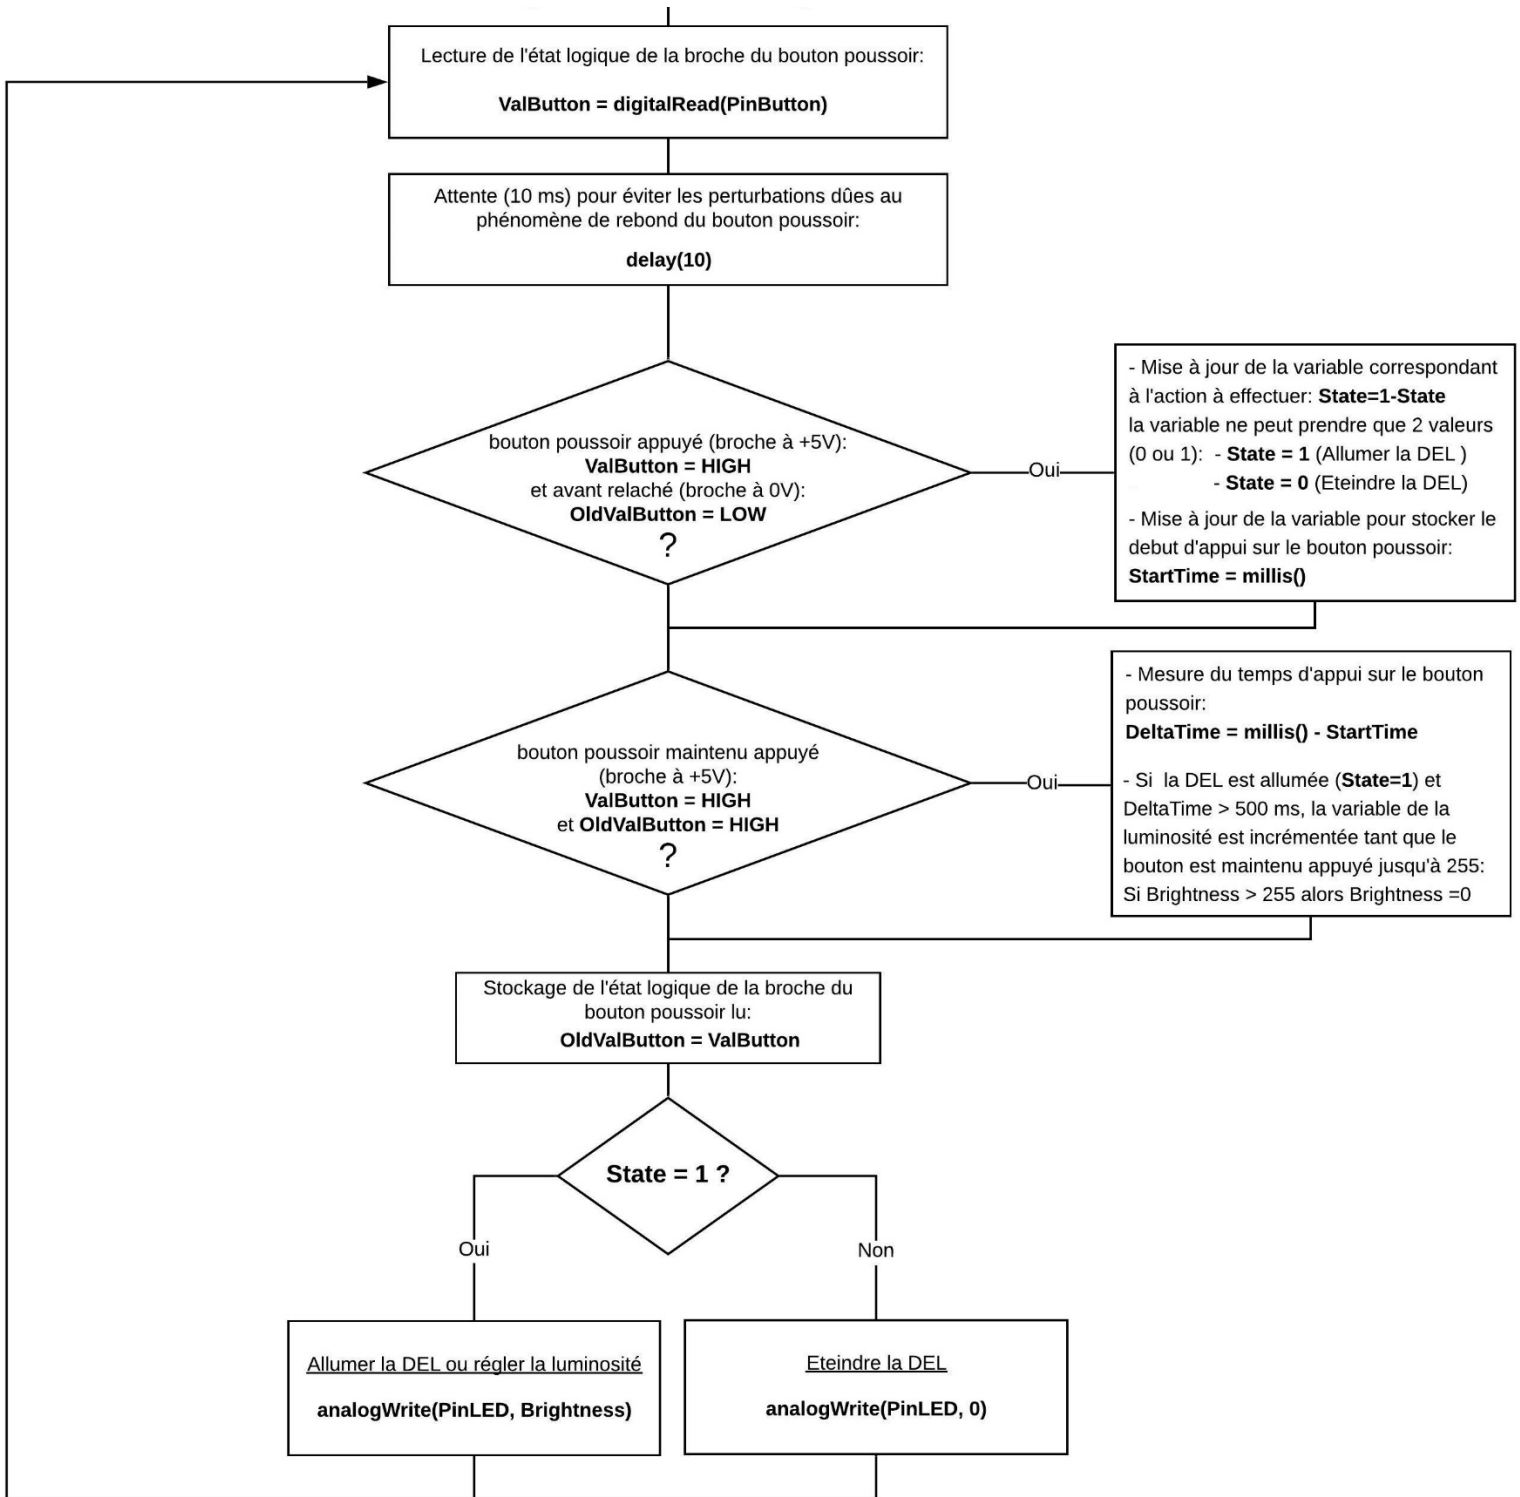 Lecture de l'état logique de la broche du bouton poussoir:
ValButton = digitalRead(PinButton)
Attente (10 ms) pour éviter les perturbations dûes au
phénomène de rebond du bouton poussoir:
delay(10)
bouton poussoir appuyé (broche à +5V):
ValButton = HIGH
et avant relaché (broche à 0V):
OldValButton = LOW
?
Oui
- Mise à jour de la variable correspondant
à l'action à effectuer: State=1-State
la variable ne peut prendre que 2 valeurs
(0 ou 1): - State = 1 (Allumer la DEL )
- State = 0 (Eteindre la DEL)
- Mise à jour de la variable pour stocker le
debut d'appui sur le bouton poussoir:
StartTime = millis()
bouton poussoir maintenu appuyé
(broche à +5V):
ValButton = HIGH
et OldValButton = HIGH
?
Oui
- Mesure du temps d'appui sur le bouton
poussoir:
DeltaTime = millis() - StartTime
- Si la DEL est allumée (State=1) et
DeltaTime > 500 ms, la variable de la
luminosité est incrémentée tant que le
bouton est maintenu appuyé jusqu'à 255:
Si Brightness > 255 alors Brightness =0
Stockage de l'état logique de la broche du
bouton poussoir lu:
OldValButton = ValButton
State = 1 ?
Oui
Non
Allumer la DEL ou régler la luminosité
analogWrite(PinLED, Brightness)
Eteindre la DEL
analogWrite(PinLED, 0)